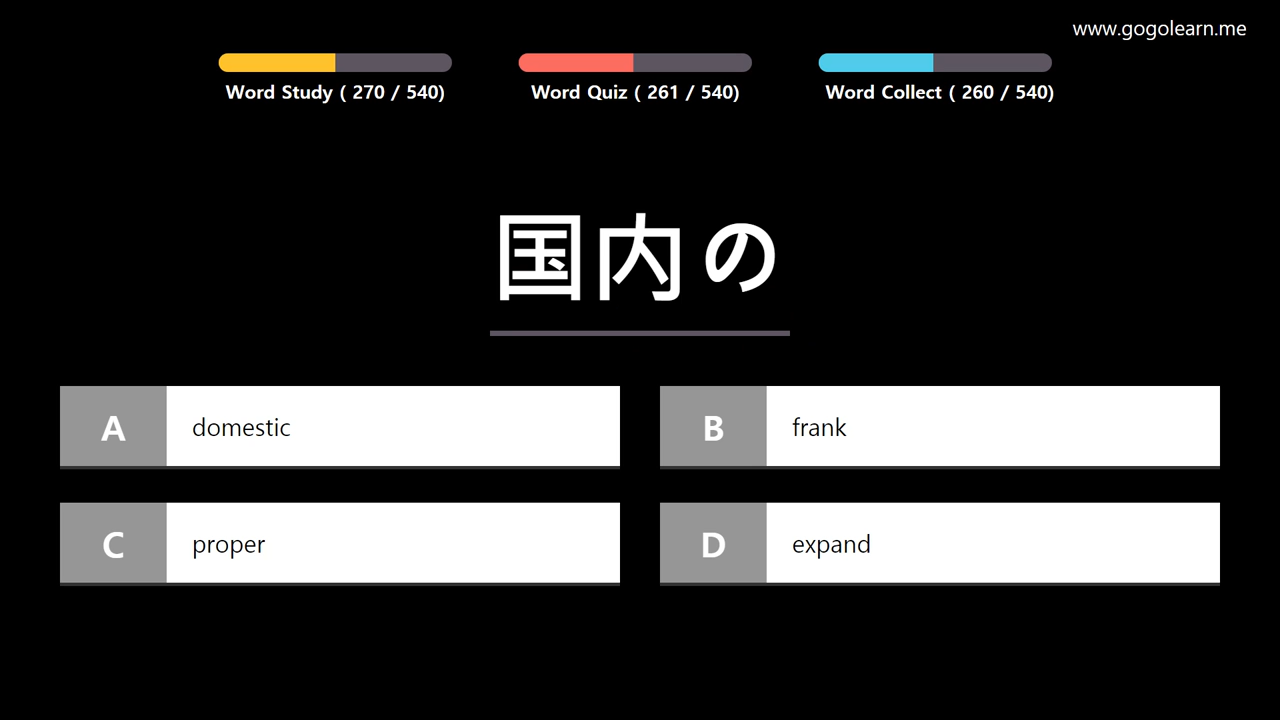 www.gogolearn.me
Word Study ( 270 / 540)
Word Quiz ( 261 / 540)
Word Collect ( 260 / 540)
国内の
A domestic
B frank
C proper
D expand